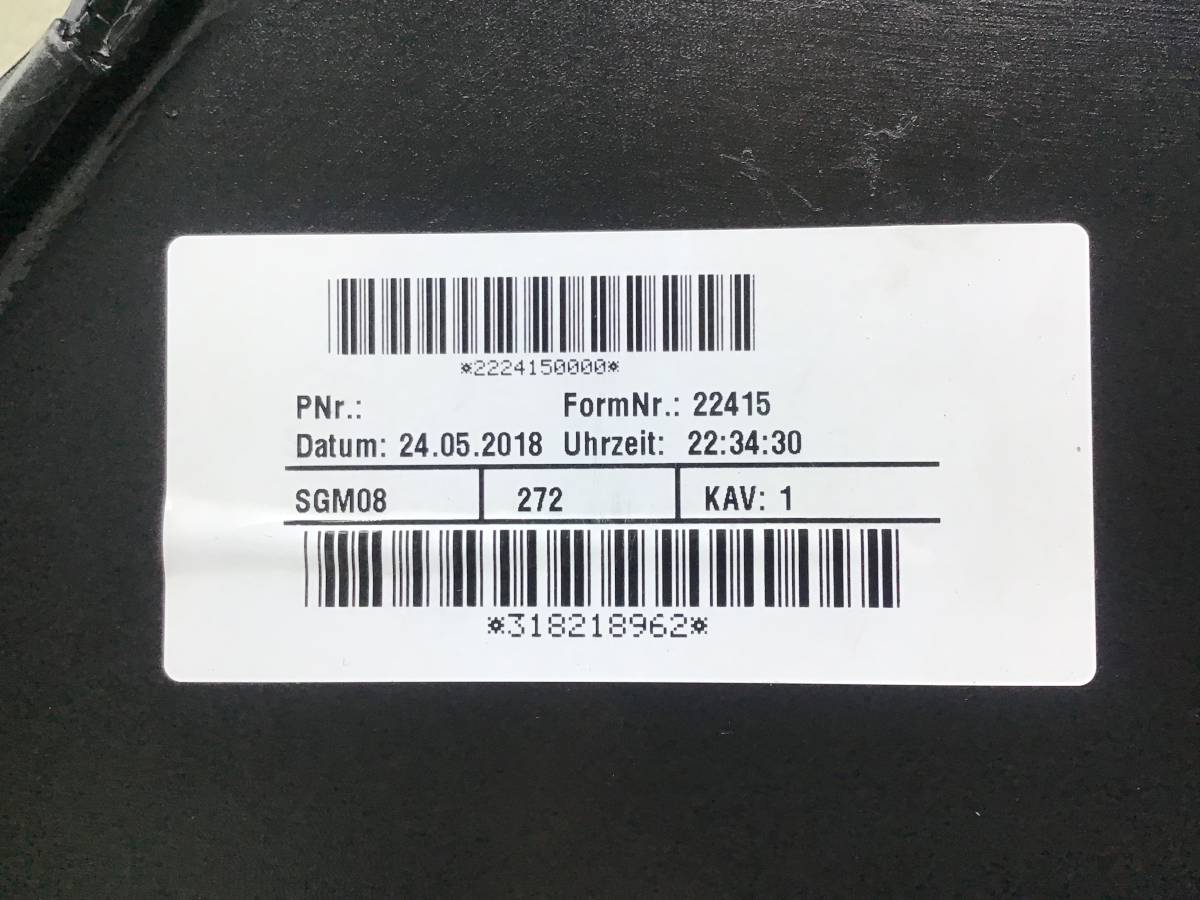 *2224150000*
PNr.: FormNr.: 22415
Datum: 24.05.2018 Uhrzeit: 22:34:30
SGM08 272 KAV: 1
*318218962*